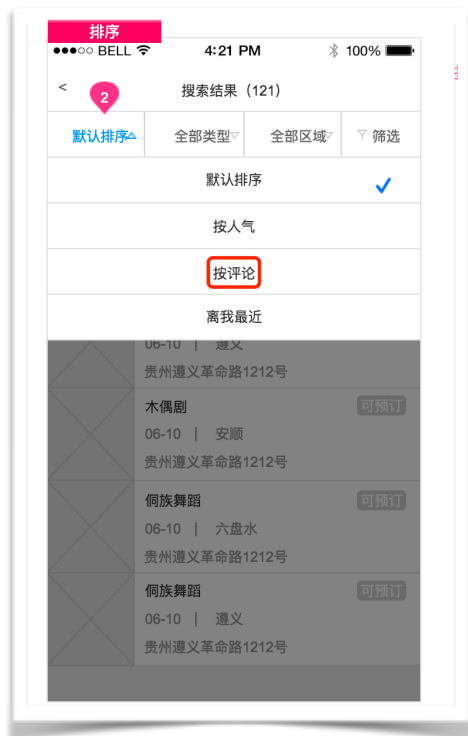 排序
BELL 4:21 PM 100%
< 2 搜索结果（121）
默认排序 全部类型 全部区域 筛选
默认排序
按人气
按评论
离我最近
06-10 | 遵义
贵州遵义革命路1212号
木偶剧 可预订
06-10 | 安顺
贵州遵义革命路1212号
侗族舞蹈 可预订
06-10 | 六盘水
贵州遵义革命路1212号
侗族舞蹈 可预订
06-10 | 遵义
贵州遵义革命路1212号